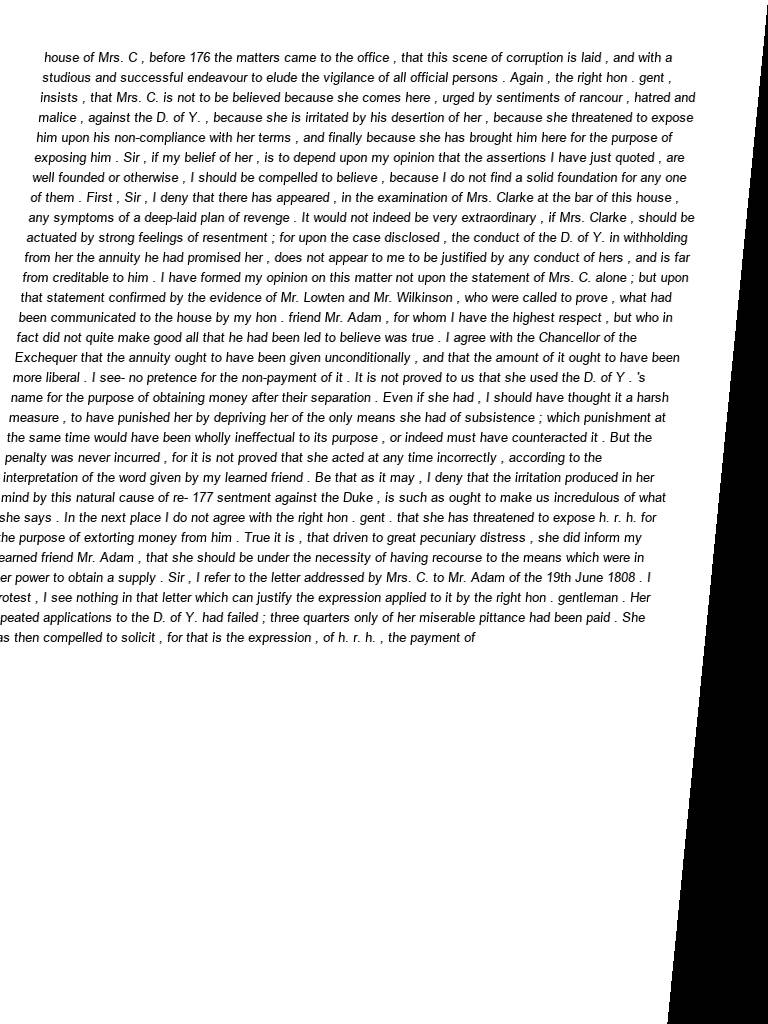 house of Mrs. C , before 176 the matters came to the office , that this scene of corruption is laid , and with a
studious and successful endeavour to elude the vigilance of all official persons . Again , the right hon . gent ,
insists , that Mrs. C. is not to be believed because she comes here , urged by sentiments of rancour , hatred and
malice , against the D. of Y. , because she is irritated by his desertion of her , because she threatened to expose
him upon his non-compliance with her terms , and finally because she has brought him here for the purpose of
exposing him . Sir , if my belief of her , is to depend upon my opinion that the assertions I have just quoted , are
well founded or otherwise , I should be compelled to believe , because I do not find a solid foundation for any one
of them . First , Sir , I deny that there has appeared , in the examination of Mrs. Clarke at the bar of this house ,
any symptoms of a deep-laid plan of revenge . It would not indeed be very extraordinary , if Mrs. Clarke , should be
actuated by strong feelings of resentment ; for upon the case disclosed , the conduct of the D. of Y. in withholding
from her the annuity he had promised her , does not appear to me to be justified by any conduct of hers , and is far
from creditable to him . I have formed my opinion on this matter not upon the statement of Mrs. C. alone ; but upon
that statement confirmed by the evidence of Mr. Lowten and Mr. Wilkinson , who were called to prove , what had
been communicated to the house by my hon . friend Mr. Adam , for whom I have the highest respect , but who in
fact did not quite make good all that he had been led to believe was true . I agree with the Chancellor of the
Exchequer that the annuity ought to have been given unconditionally , and that the amount of it ought to have been
more liberal . I see- no pretence for the non-payment of it . It is not proved to us that she used the D. of Y . 's
name for the purpose of obtaining money after their separation . Even if she had , I should have thought it a harsh
measure , to have punished her by depriving her of the only means she had of subsistence ; which punishment at
the same time would have been wholly ineffectual to its purpose , or indeed must have counteracted it . But the
penalty was never incurred , for it is not proved that she acted at any time incorrectly , according to the
interpretation of the word given by my learned friend . Be that as it may , I deny that the irritation produced in her
mind by this natural cause of re- 177 sentment against the Duke , is such as ought to make us incredulous of what
she says . In the next place I do not agree with the right hon . gent . that she has threatened to expose h. r. h. for
the purpose of extorting money from him . True it is , that driven to great pecuniary distress , she did inform my
earned friend Mr. Adam , that she should be under the necessity of having recourse to the means which were in
er power to obtain a supply . Sir , I refer to the letter addressed by Mrs. C. to Mr. Adam of the 19th June 1808 . I
rotest , I see nothing in that letter which can justify the expression applied to it by the right hon . gentleman . Her
peated applications to the D. of Y. had failed ; three quarters only of her miserable pittance had been paid . She
as then compelled to solicit , for that is the expression , of h. r. h. , the payment of